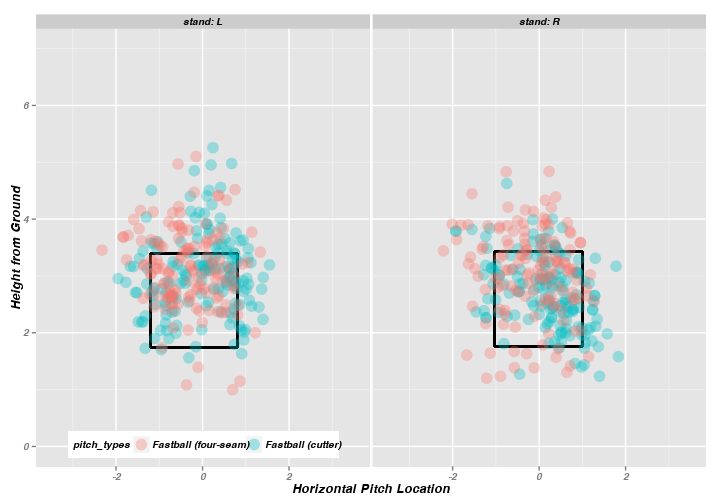 stand: L
stand: R
Height from Ground
6
4
2
0
pitch_types
Fastball (four-seam)
Fastball (cutter)
-2
0
2
-2
0
2
Horizontal Pitch Location